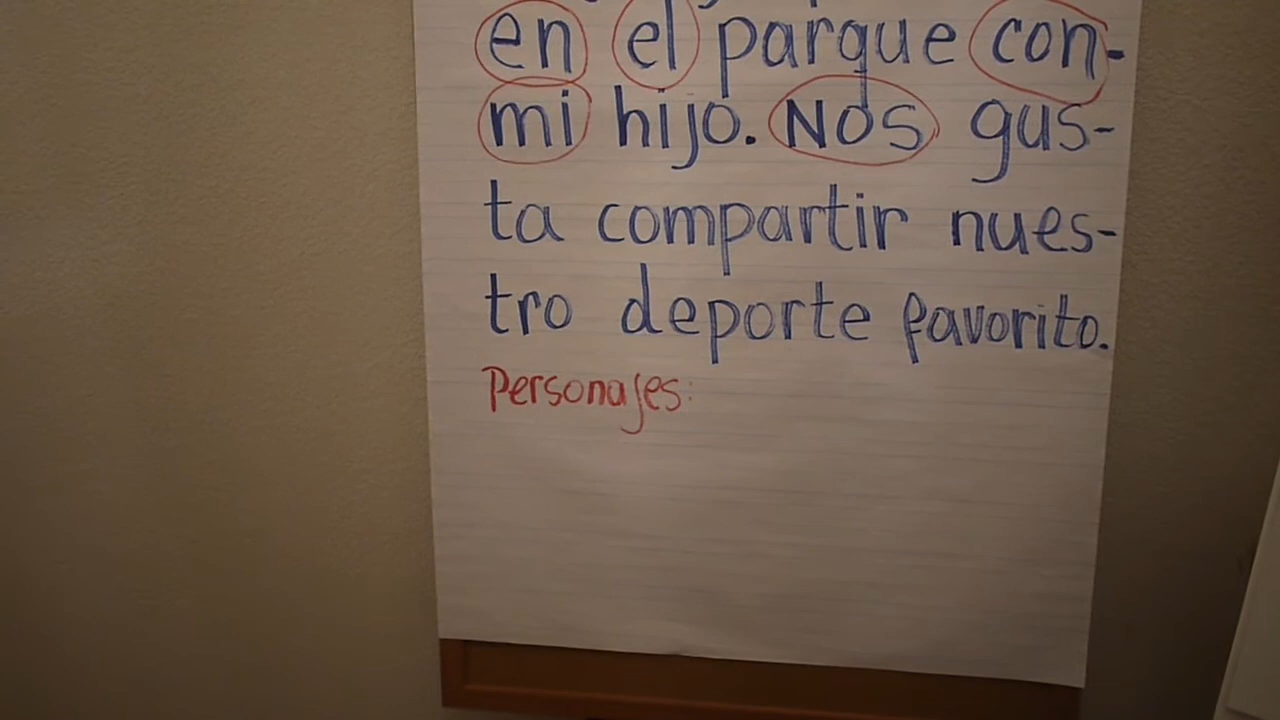 en el parque con-
mi hijo. Nos gus-
ta compartir nues-
tro deporte favorito.
Personajes: